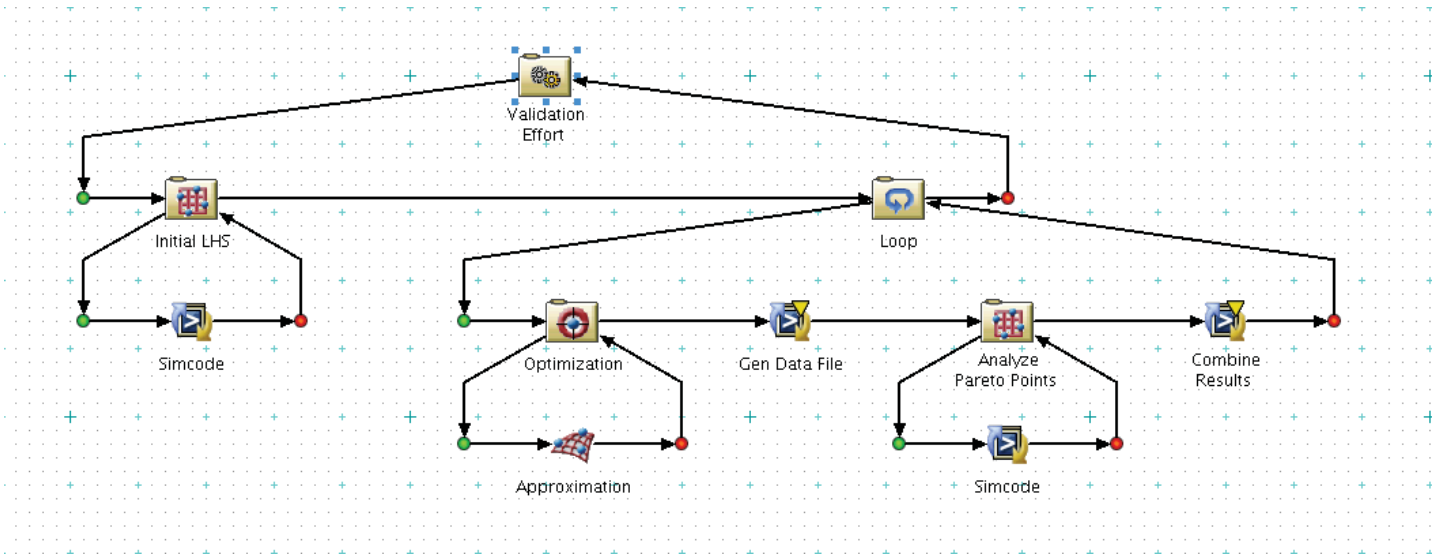 Validation
Effort
Initial LHS
Loop
Simcode
Optimization
Gen Data File
Analyze
Pareto Points
Combine
Results
Approximation
Simcode